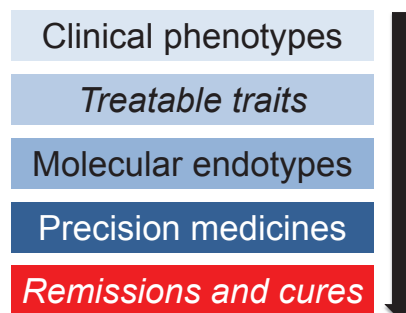 Clinical phenotypes
Treatable traits
Molecular endotypes
Precision medicines
Remissions and cures